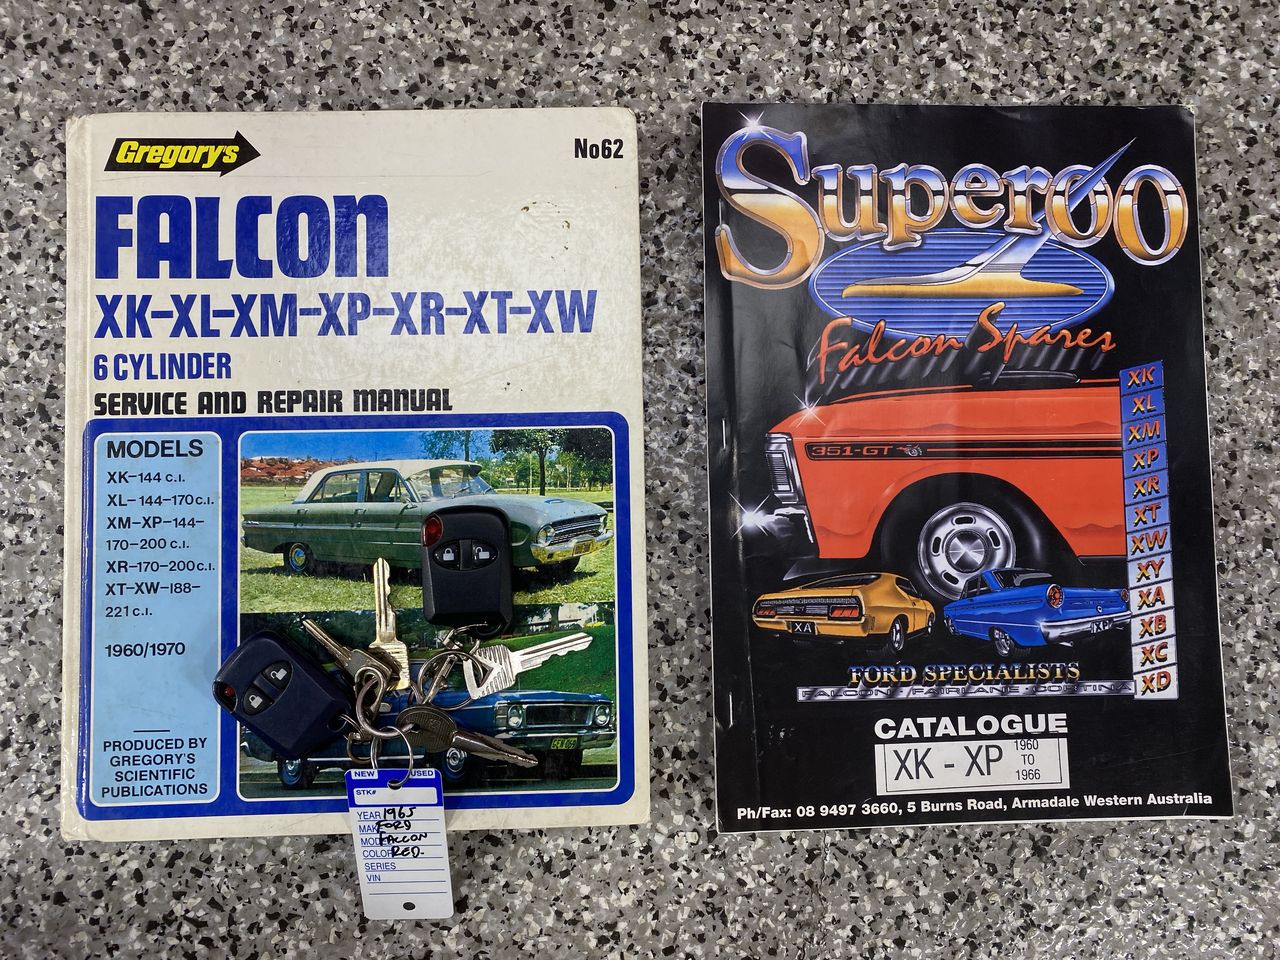 Gregory's
No62
FALCON
XK-XL-XM-XP-XR-XT-XW
6 CYLINDER
SERVICE AND REPAIR MANUAL
MODELS
XK-144 C.I.
XL-144-170 C.I.
XM-XP-144-
170-200 C.I.
XR-170-200 C.I.
XT-XW-188-
221 C.I.
1960/1970
PRODUCED BY
GREGORY'S
SCIENTIFIC
PUBLICATIONS
NEW USED
STK#
YEAR 1965
MAK FORD
MOD FALCON
COLOR RED.
SERIES
VIN
SuperOO
Falcon Spares
351-GT
XK
XL
XM
XP
XR
XT
XW
XY
XA
XB
XC
XD
XA
XP
FORD SPECIALISTS
FALCON · FAIRLANE · CORTINA
CATALOGUE
XK - XP 1960 TO 1966
Ph/Fax: 08 9497 3660, 5 Burns Road, Armadale Western Australia